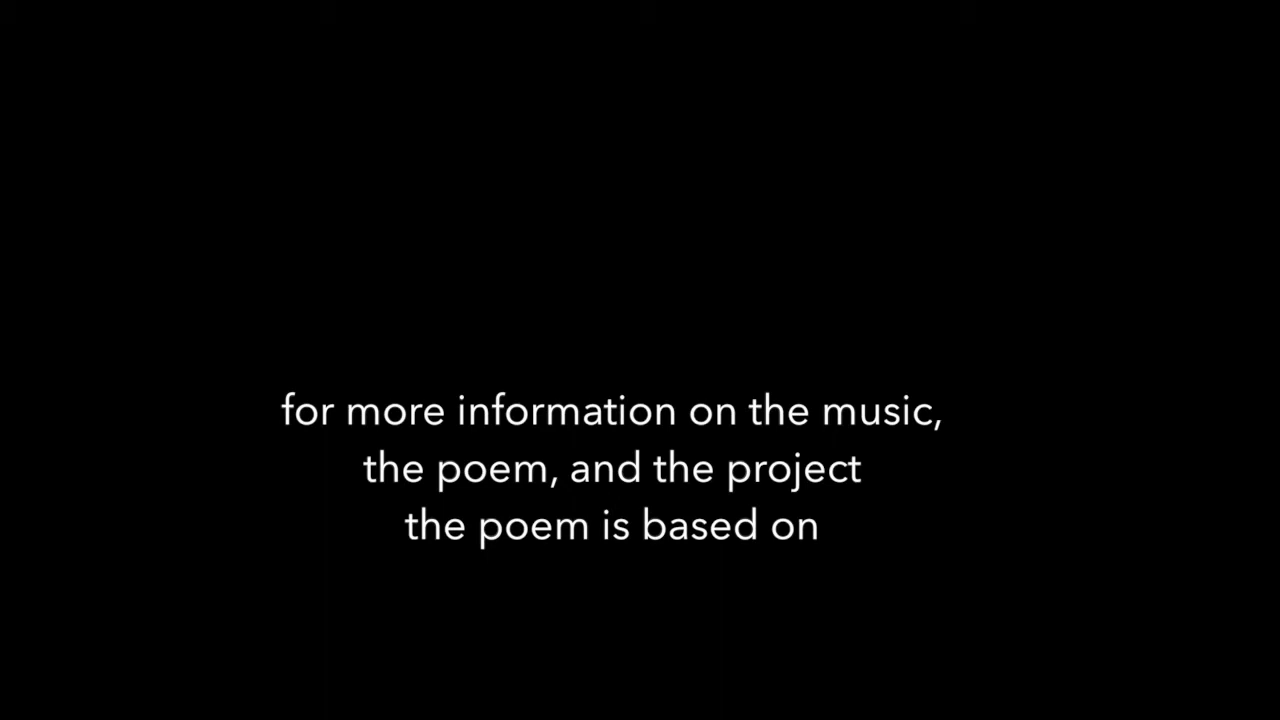 for more information on the music,
the poem, and the project
the poem is based on